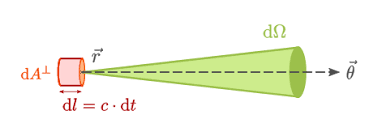 dΩ
r⃗
dA⊥
θ⃗
dl = c · dt